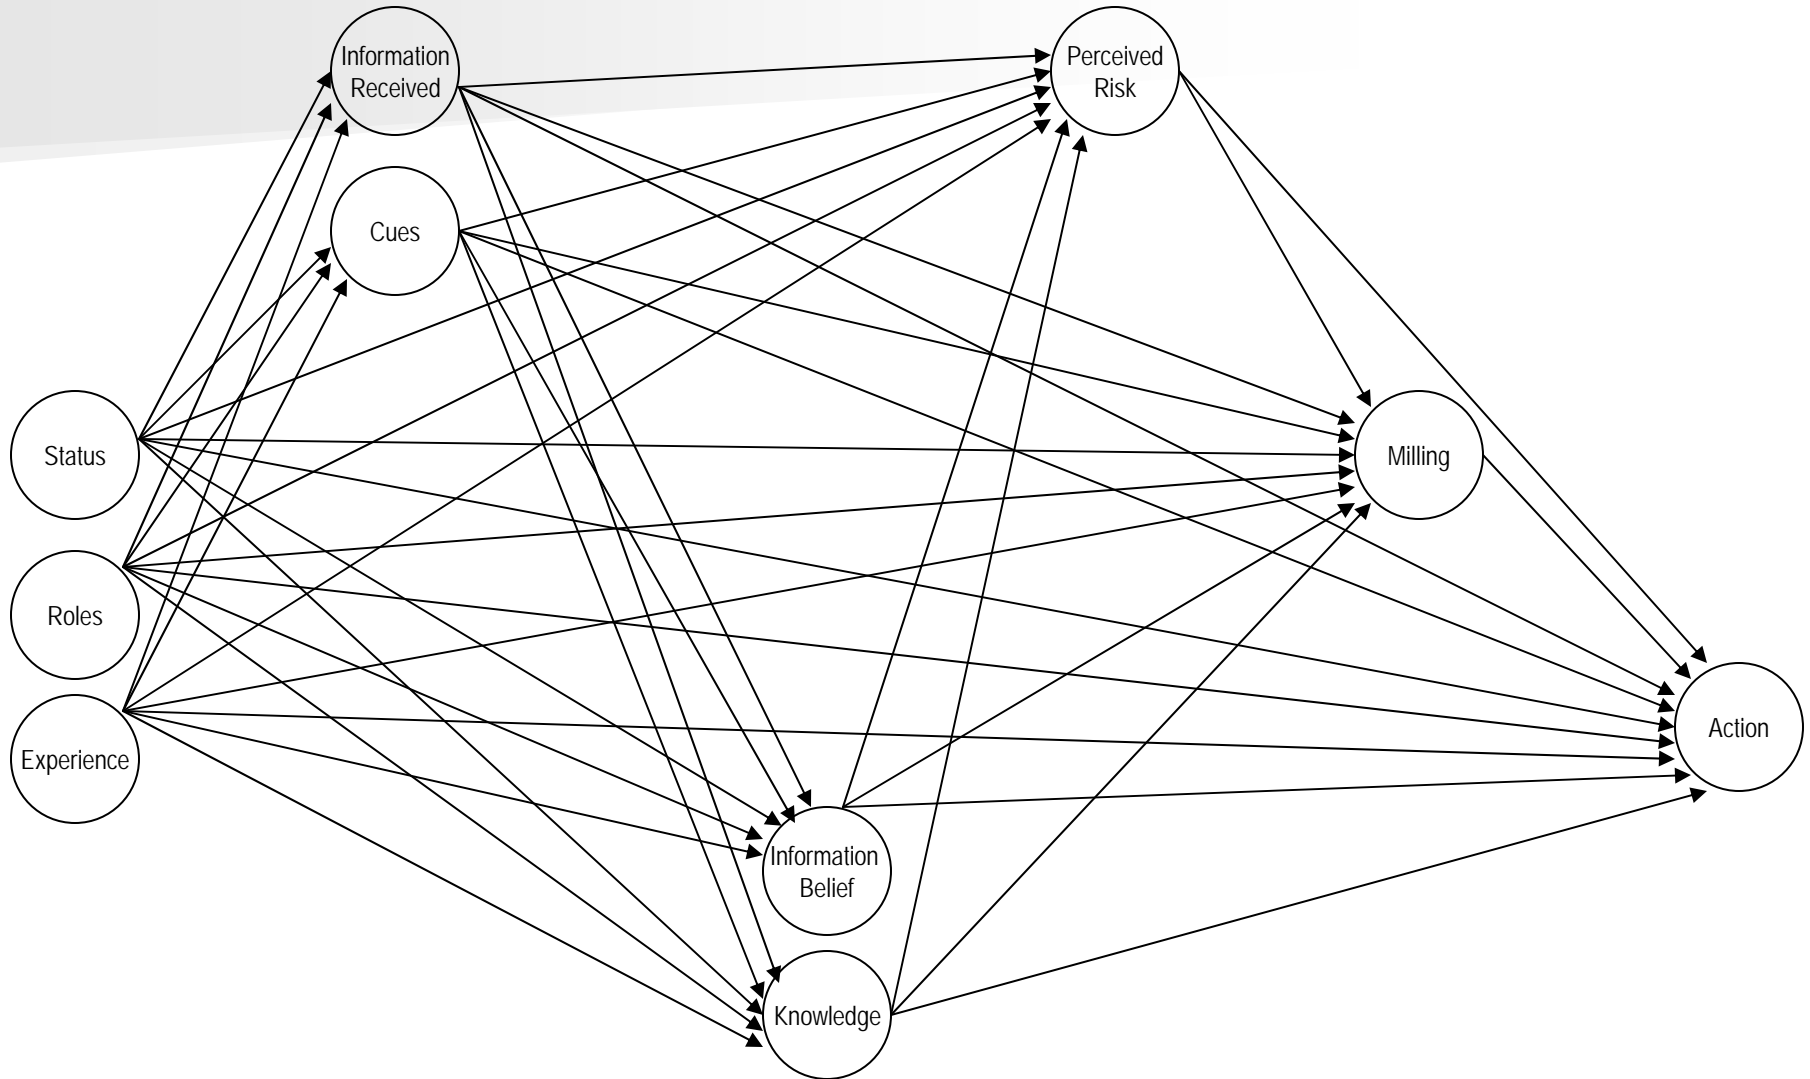 Information
Received
Perceived
Risk
Cues
Status
Milling
Roles
Action
Experience
Information
Belief
Knowledge